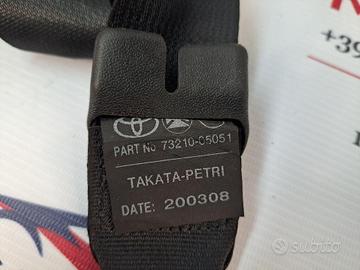 +39
PART No 73210-05051
TAKATA-PETRI
DATE: 200308
subito